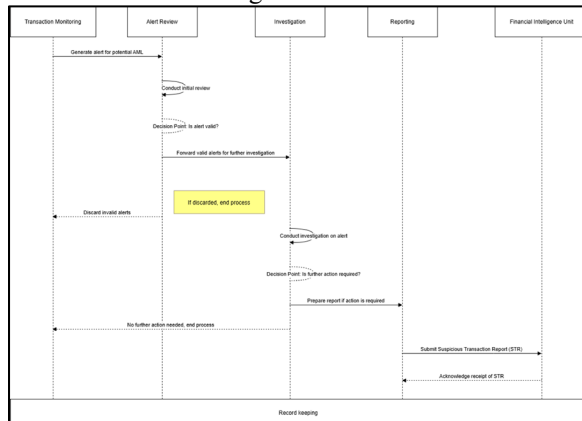 Transaction Monitoring
Alert Review
Investigation
Reporting
Financial Intelligence Unit
Generate alert for potential AML
Conduct initial review
Decision Point: Is alert valid?
Forward valid alerts for further investigation
If discarded, end process
Discard invalid alerts
Conduct investigation on alert
Decision Point: Is further action required?
Prepare report if action is required
No further action needed, end process
Submit Suspicious Transaction Report (STR)
Acknowledge receipt of STR
Record keeping